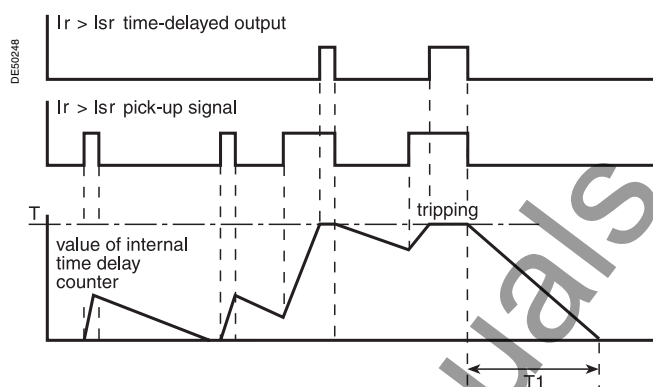 Ir > Isr time-delayed output
DE50248
Ir > Isr pick-up signal
T
tripping
value of internal
time delay
counter
uals
T1